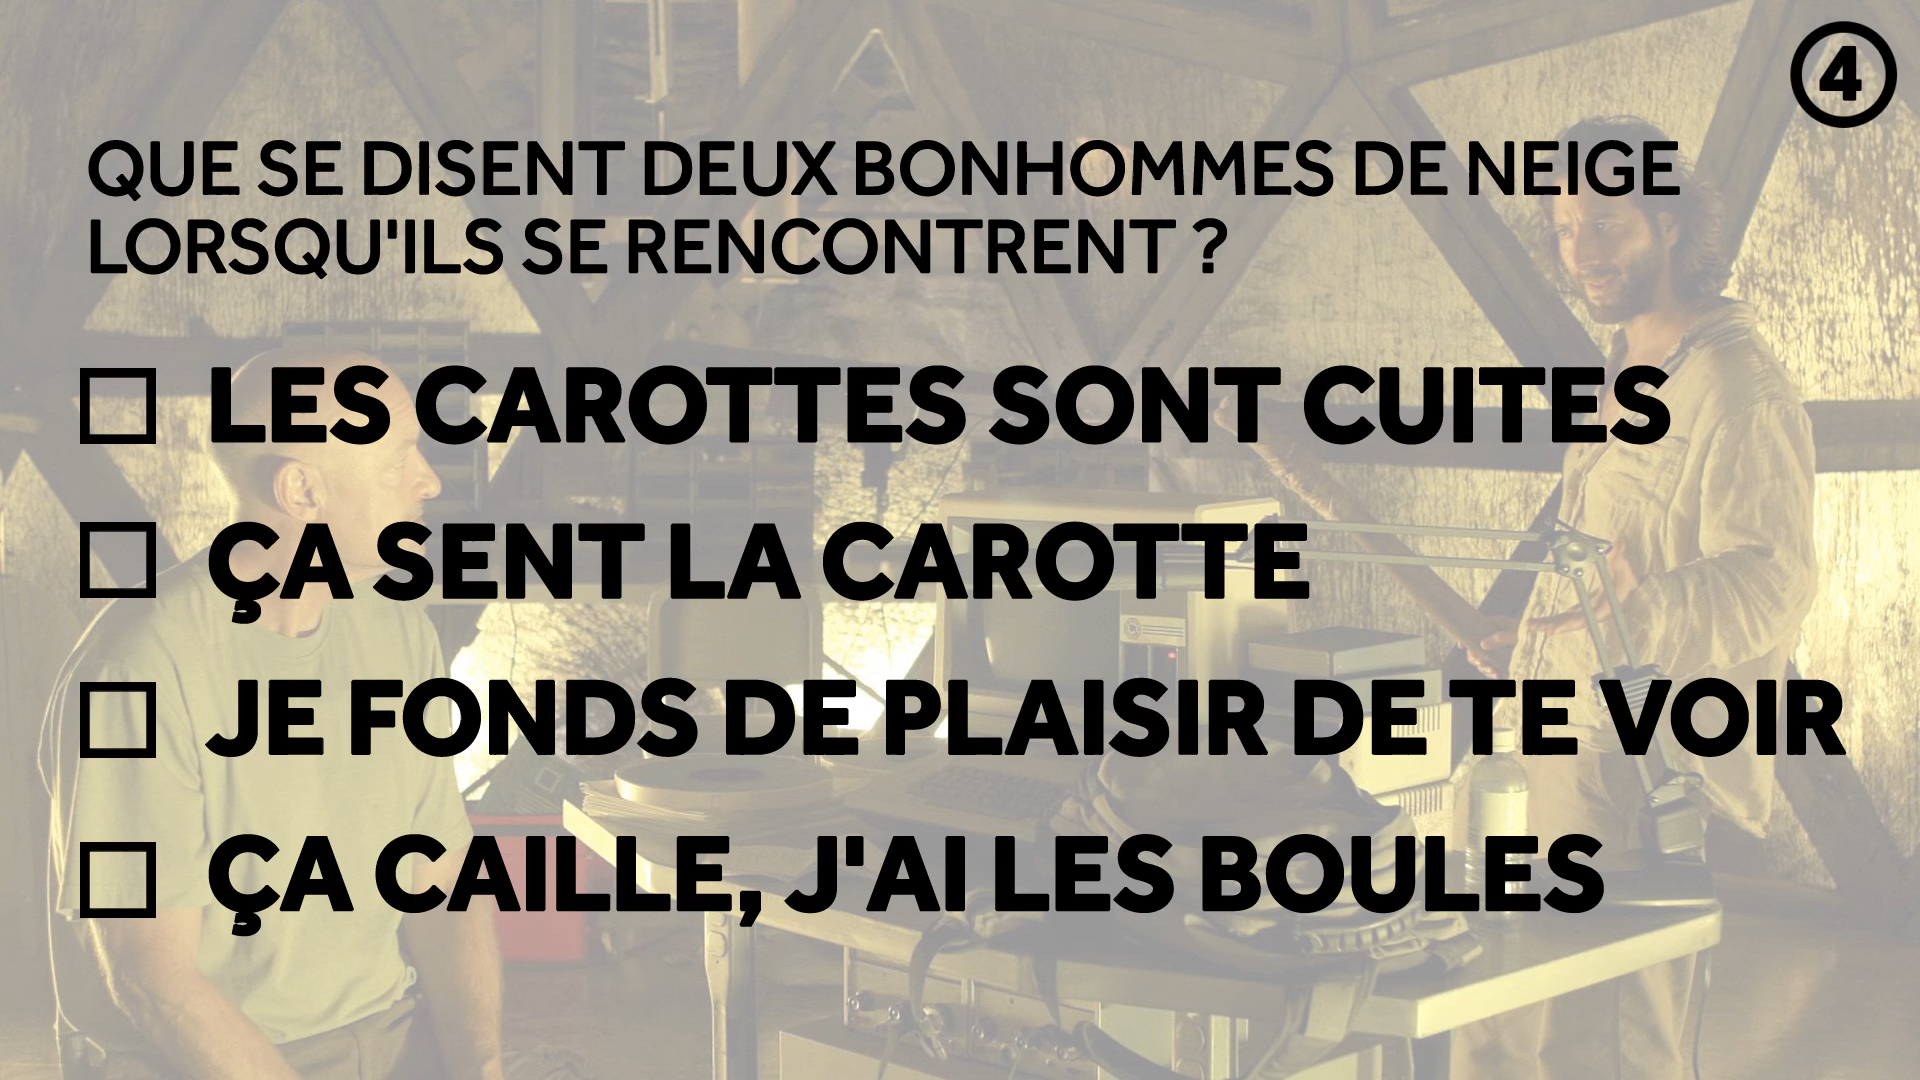 4
QUE SE DISENT DEUX BONHOMMES DE NEIGE
LORSQU'ILS SE RENCONTRENT ?
LES CAROTTES SONT CUITES
ÇA SENT LA CAROTTE
JE FONDS DE PLAISIR DE TE VOIR
ÇA CAILLE, J'AI LES BOULES